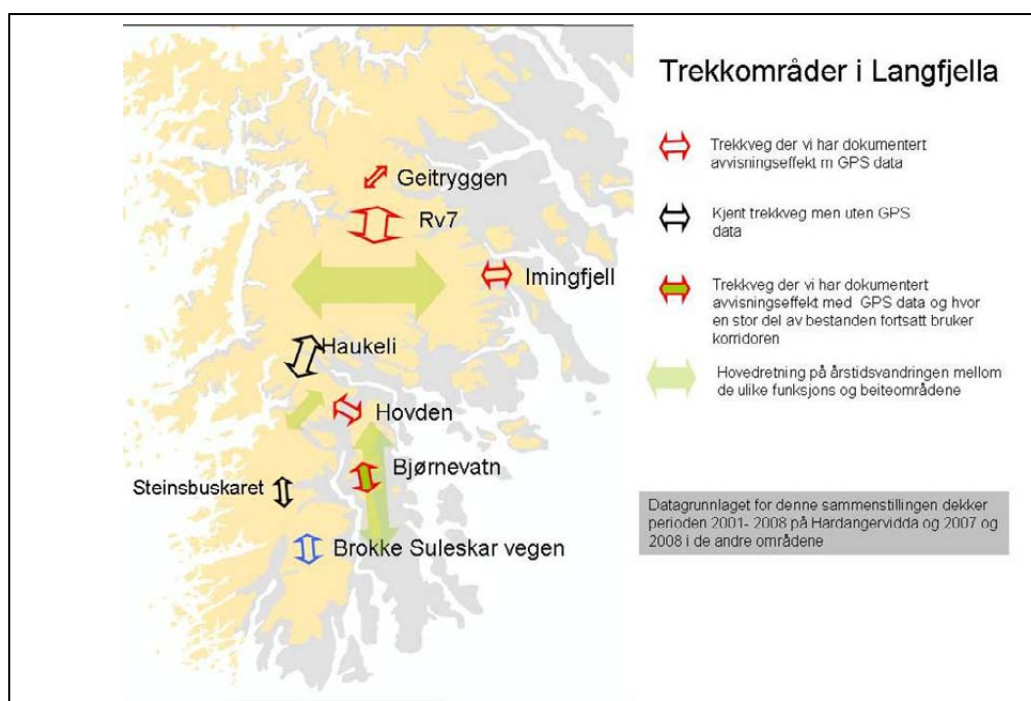 Trekkområder i Langfjella
Geitryggen
Rv7
Imingfjell
Haukeli
Hovden
Bjørnevatn
Steinsbuskaret
Brokke Suleskar vegen
Trekkveg der vi har dokumentert
avvisningseffekt m GPS data
Kjent trekkveg men uten GPS
data
Trekkveg der vi har dokumentert
avvisningseffekt med GPS data og hvor
en stor del av bestanden fortsatt bruker
korridoren
Hovedretning på årstidsvandringen mellom
de ulike funksjons og beiteområdene
Datagrunnlaget for denne sammenstillingen dekker
perioden 2001- 2008 på Hardangervidda og 2007 og
2008 i de andre områdene